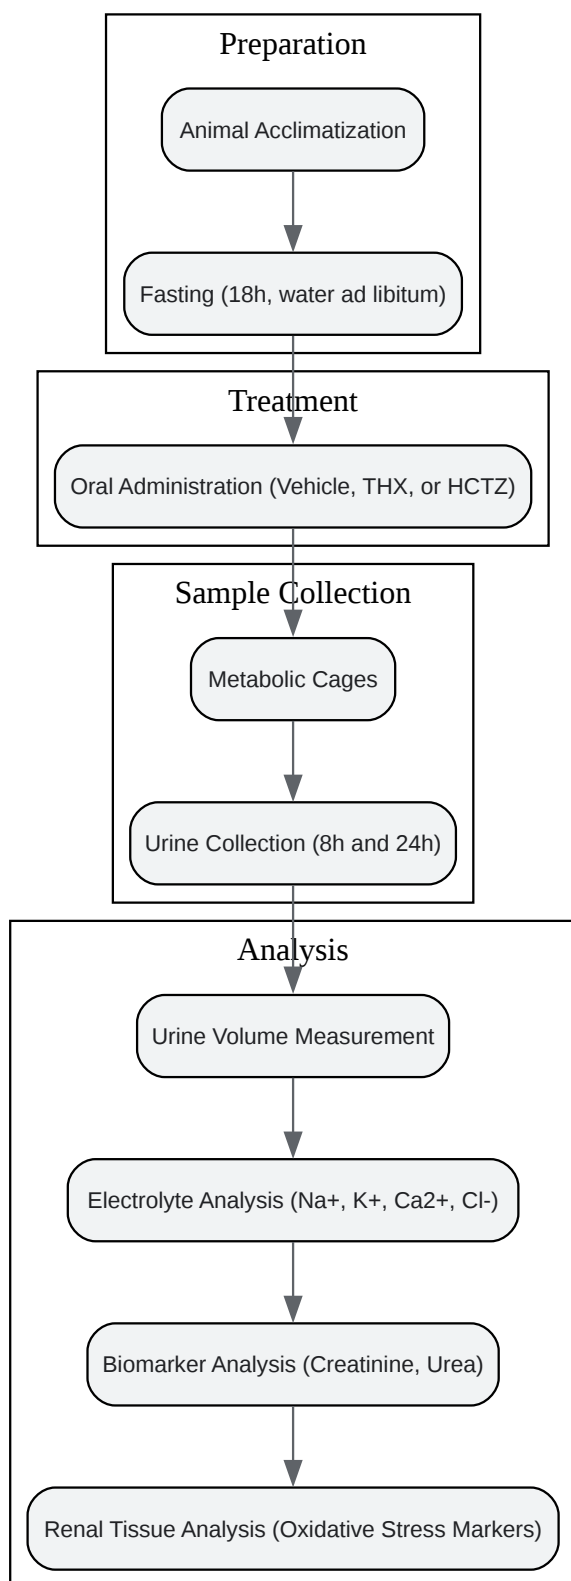 Preparation
Animal Acclimatization
Fasting (18h, water ad libitum)
Treatment
Oral Administration (Vehicle, THX, or HCTZ)
Sample Collection
Metabolic Cages
Urine Collection (8h and 24h)
Analysis
Urine Volume Measurement
Electrolyte Analysis (Na+, K+, Ca2+, Cl-)
Biomarker Analysis (Creatinine, Urea)
Renal Tissue Analysis (Oxidative Stress Markers)